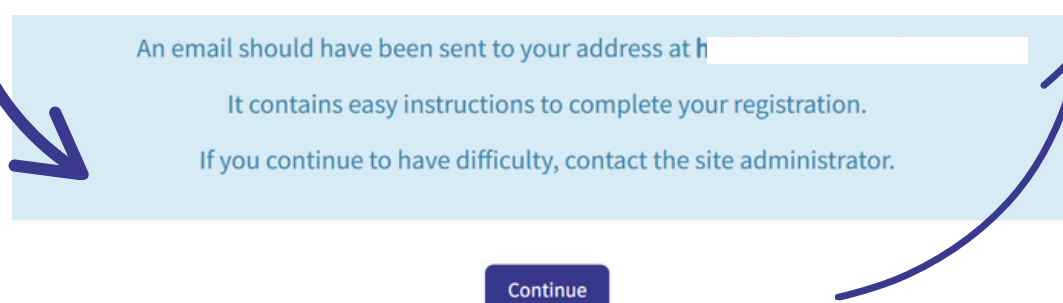 An email should have been sent to your address at h
It contains easy instructions to complete your registration.
If you continue to have difficulty, contact the site administrator.
Continue